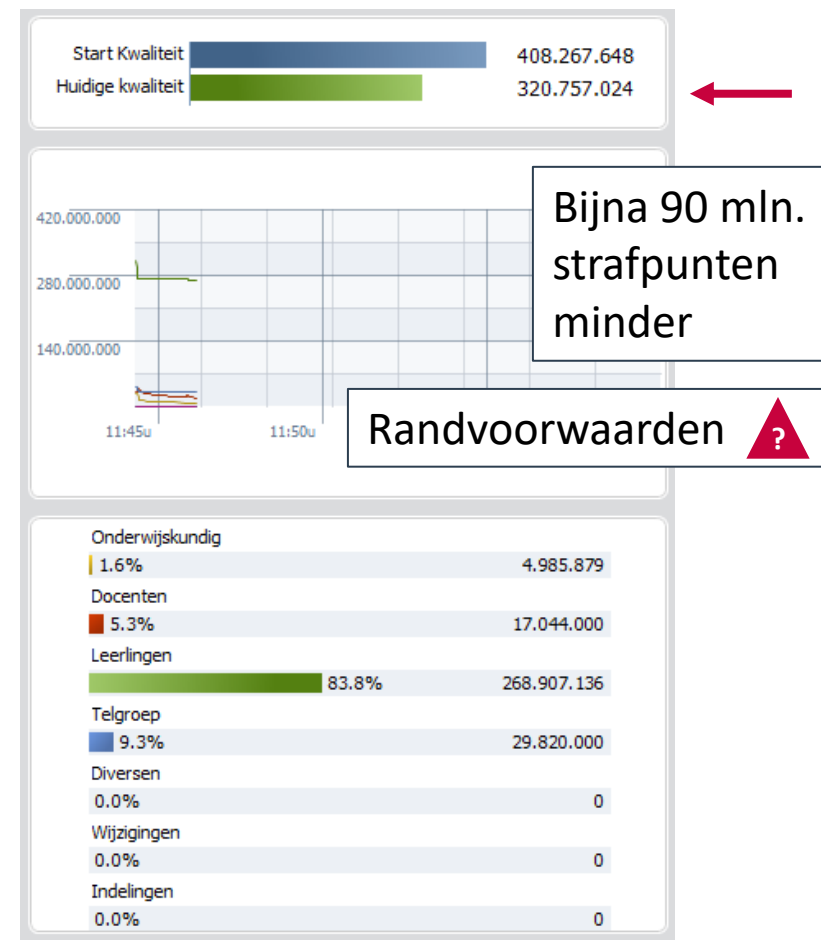 Start Kwaliteit 408.267.648
Huidige kwaliteit 320.757.024
Bijna 90 mln.
strafpunten
minder
420.000.000
280.000.000
140.000.000
11:45u 11:50u
Randvoorwaarden ?
Onderwijskundig
1.6% 4.985.879
Docenten
5.3% 17.044.000
Leerlingen
83.8% 268.907.136
Telgroep
9.3% 29.820.000
Diversen
0.0% 0
Wijzigingen
0.0% 0
Indelingen
0.0% 0